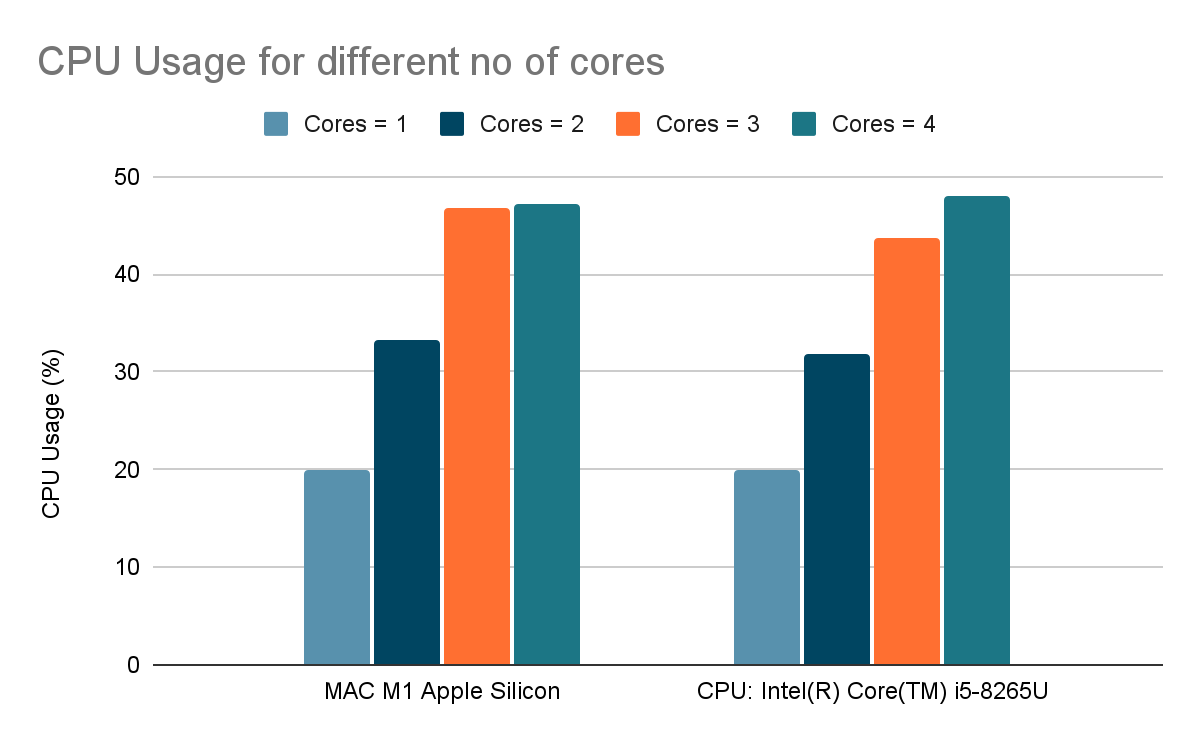 CPU Usage for different no of cores
Cores = 1 Cores = 2 Cores = 3 Cores = 4
50
40
30
20
10
0
CPU Usage (%)
MAC M1 Apple Silicon CPU: Intel(R) Core(TM) i5-8265U